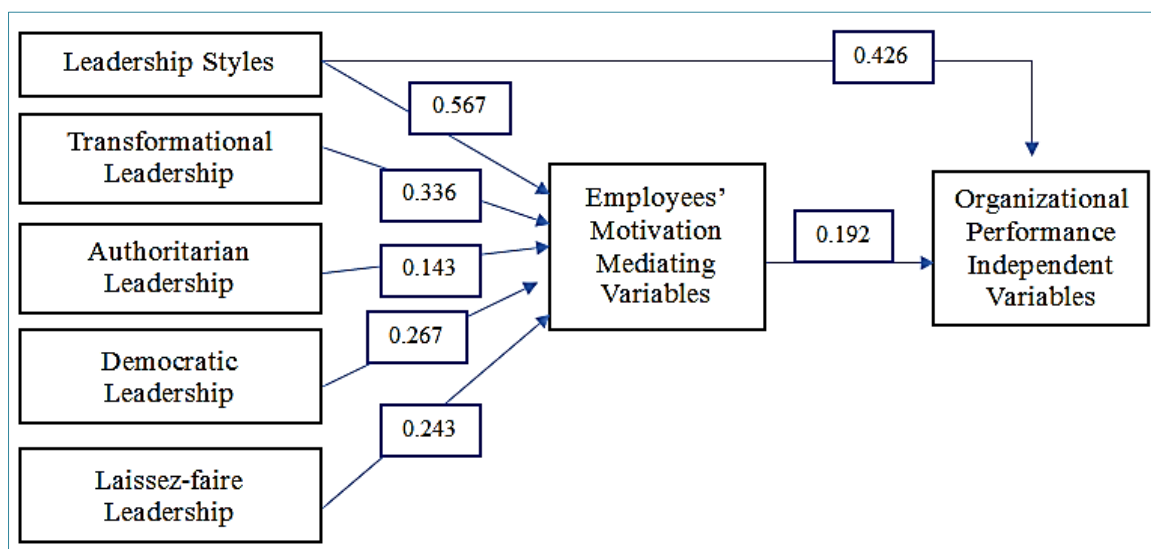 Leadership Styles
0.426
0.567
Transformational
Leadership
0.336
Authoritarian
Leadership
0.143
Democratic
Leadership
0.267
Laissez-faire
Leadership
0.243
Employees’
Motivation
Mediating
Variables
0.192
Organizational
Performance
Independent
Variables